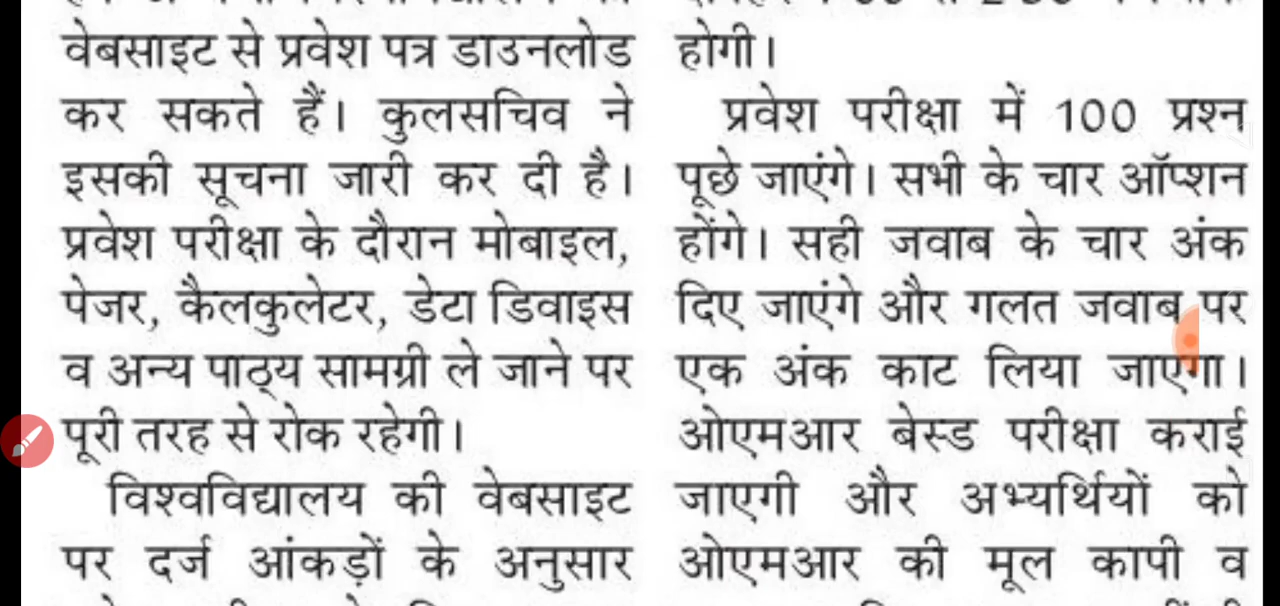 वेबसाइट से प्रवेश पत्र डाउनलोड
कर सकते हैं। कुलसचिव ने
इसकी सूचना जारी कर दी है।
प्रवेश परीक्षा के दौरान मोबाइल,
पेजर, कैलकुलेटर, डेटा डिवाइस
व अन्य पाठ्य सामग्री ले जाने पर
पूरी तरह से रोक रहेगी।
विश्वविद्यालय की वेबसाइट
पर दर्ज आंकड़ों के अनुसार
होगी।
प्रवेश परीक्षा में 100 प्रश्न
पूछे जाएंगे। सभी के चार ऑप्शन
होंगे। सही जवाब के चार अंक
दिए जाएंगे और गलत जवाब पर
एक अंक काट लिया जाएगा।
ओएमआर बेस्ड परीक्षा कराई
जाएगी और अभ्यर्थियों को
ओएमआर की मूल कापी व